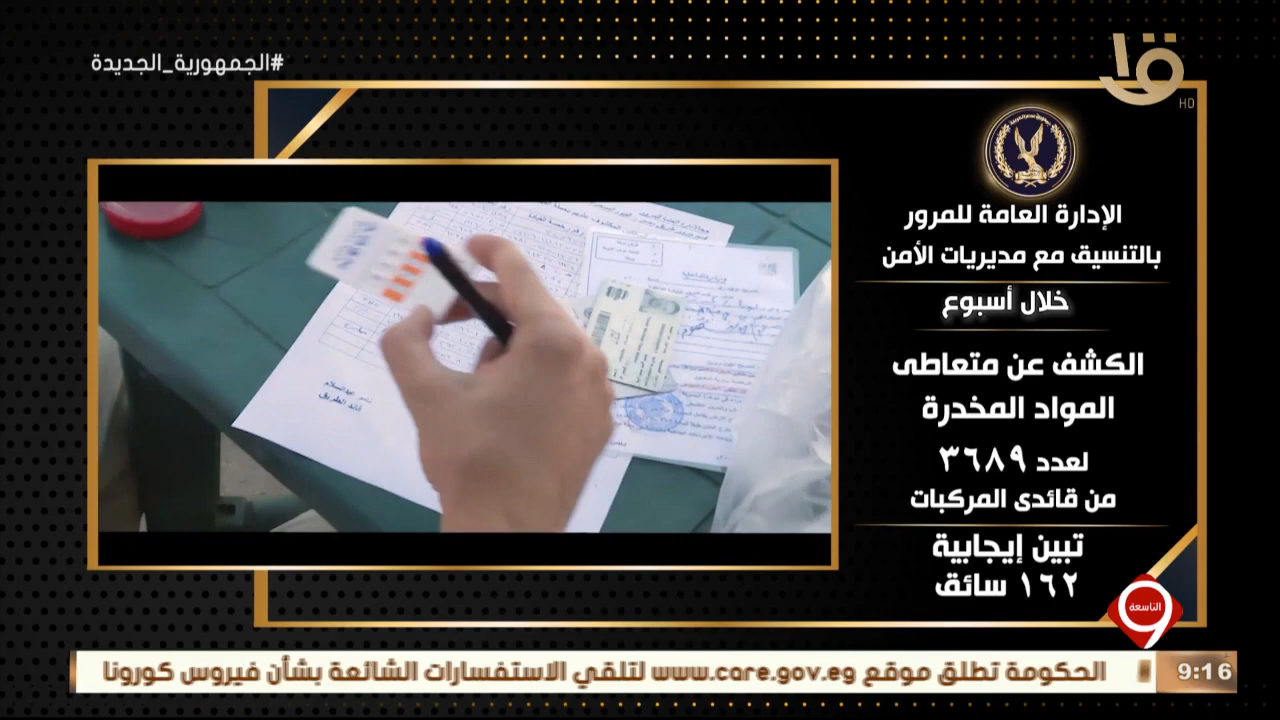 #الجمهورية_الجديدة
HD
الإدارة العامة للمرور
بالتنسيق مع مديريات الأمن
خلال أسبوع
الكشف عن متعاطى
المواد المخدرة
لعدد ٣٦٨٩
من قائدى المركبات
تبين إيجابية
١٦٢ سائق
التاسعة
9
الحكومة تطلق موقع www.care.gov.eg لتلقي الاستفسارات الشائعة بشأن فيروس كورونا
9:16